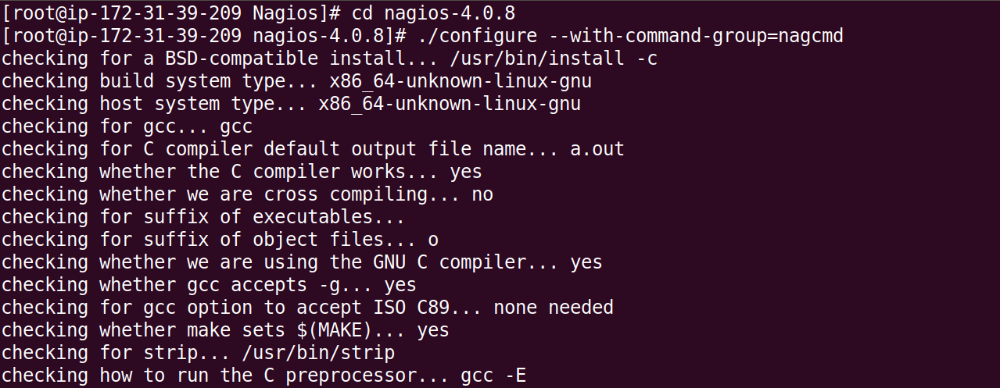 [root@ip-172-31-39-209 Nagios]# cd nagios-4.0.8
[root@ip-172-31-39-209 nagios-4.0.8]# ./configure --with-command-group=nagcmd
checking for a BSD-compatible install... /usr/bin/install -c
checking build system type... x86_64-unknown-linux-gnu
checking host system type... x86_64-unknown-linux-gnu
checking for gcc... gcc
checking for C compiler default output file name... a.out
checking whether the C compiler works... yes
checking whether we are cross compiling... no
checking for suffix of executables...
checking for suffix of object files... o
checking whether we are using the GNU C compiler... yes
checking whether gcc accepts -g... yes
checking for gcc option to accept ISO C89... none needed
checking whether make sets $(MAKE)... yes
checking for strip... /usr/bin/strip
checking how to run the C preprocessor... gcc -E